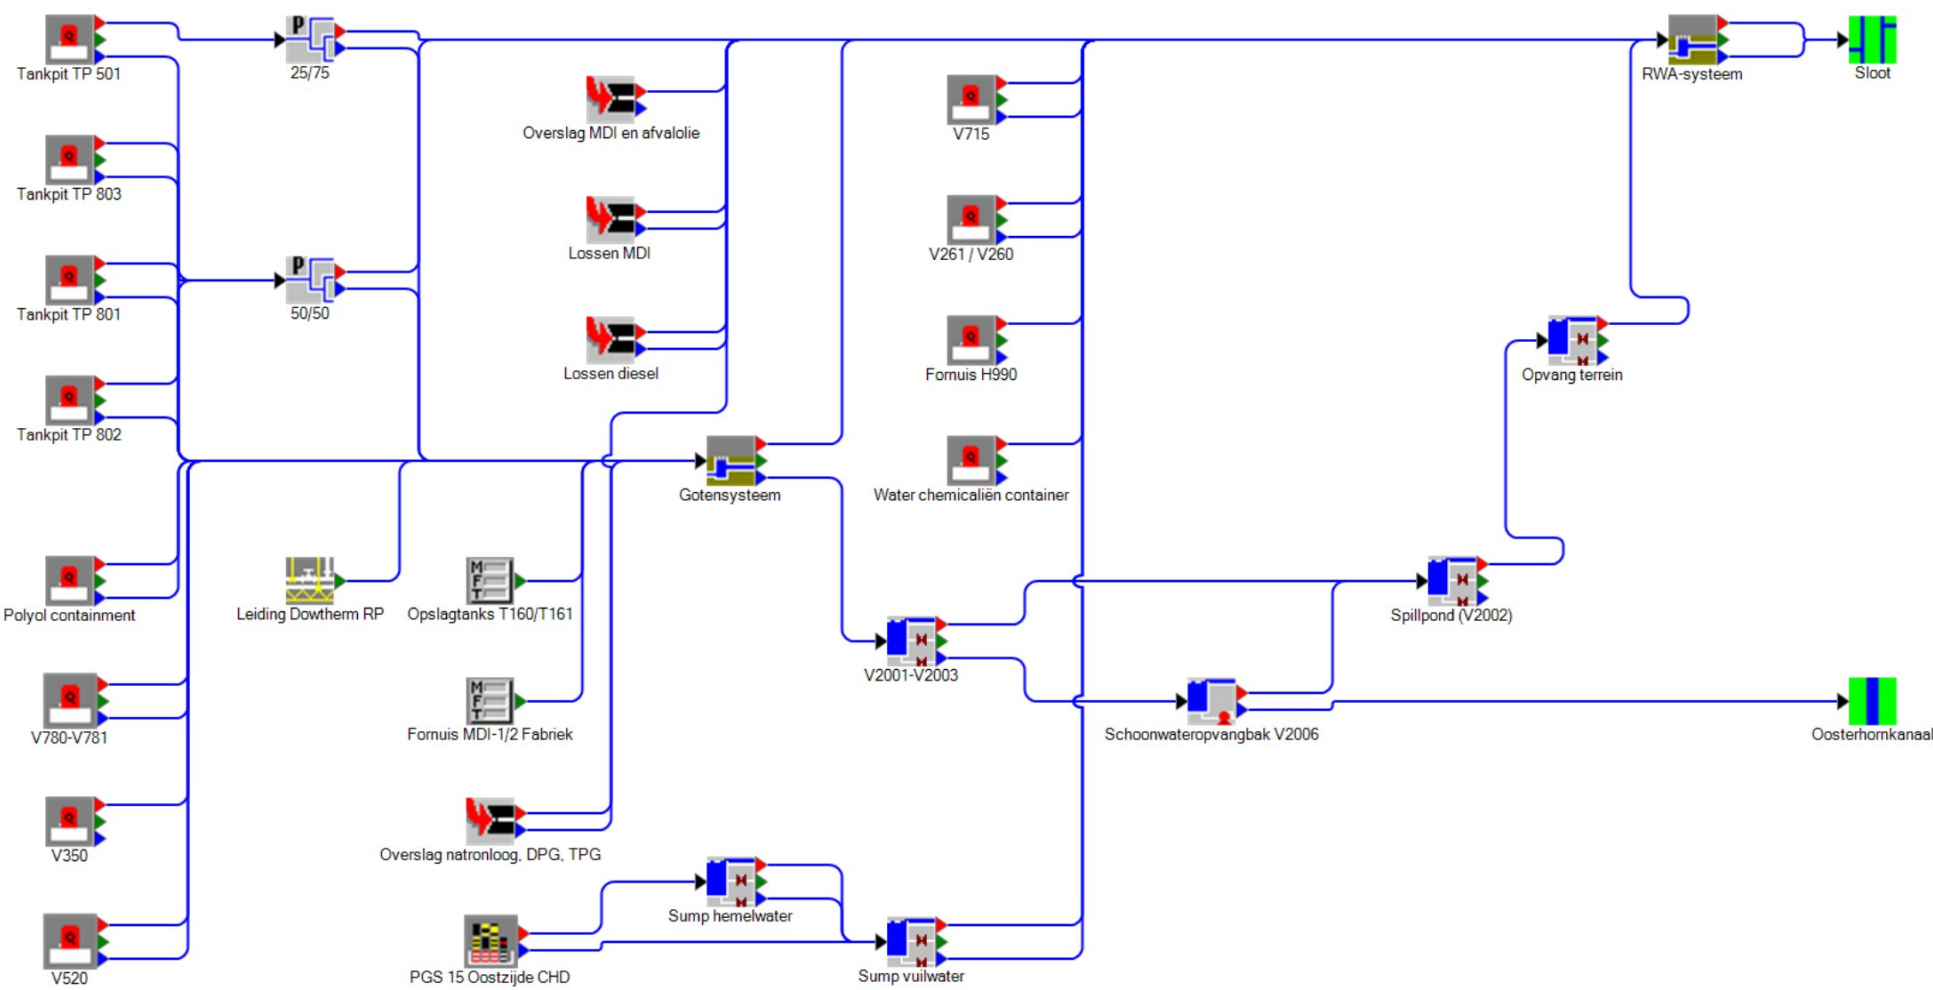 Tankpit TP 501
25/75
RWA-systeem
Sloot
Overslag MDI en afvalolie
V715
Tankpit TP 803
Lossen MDI
V261 / V260
Tankpit TP 801
50/50
Lossen diesel
Fornuis H990
Opvang terrein
Tankpit TP 802
Gotensysteem
Water chemicaliën container
Polyol containment
Leiding Dowtherm RP
Opslagtanks T160/T161
Spillpond (V2002)
V2001-V2003
V780-V781
Fornuis MDI-1/2 Fabriek
Schoonwateropvangbak V2006
Oosterhornkanaal
V350
Overslag natronloog, DPG, TPG
Sump hemelwater
V520
PGS 15 Oostzijde CHD
Sump vuilwater